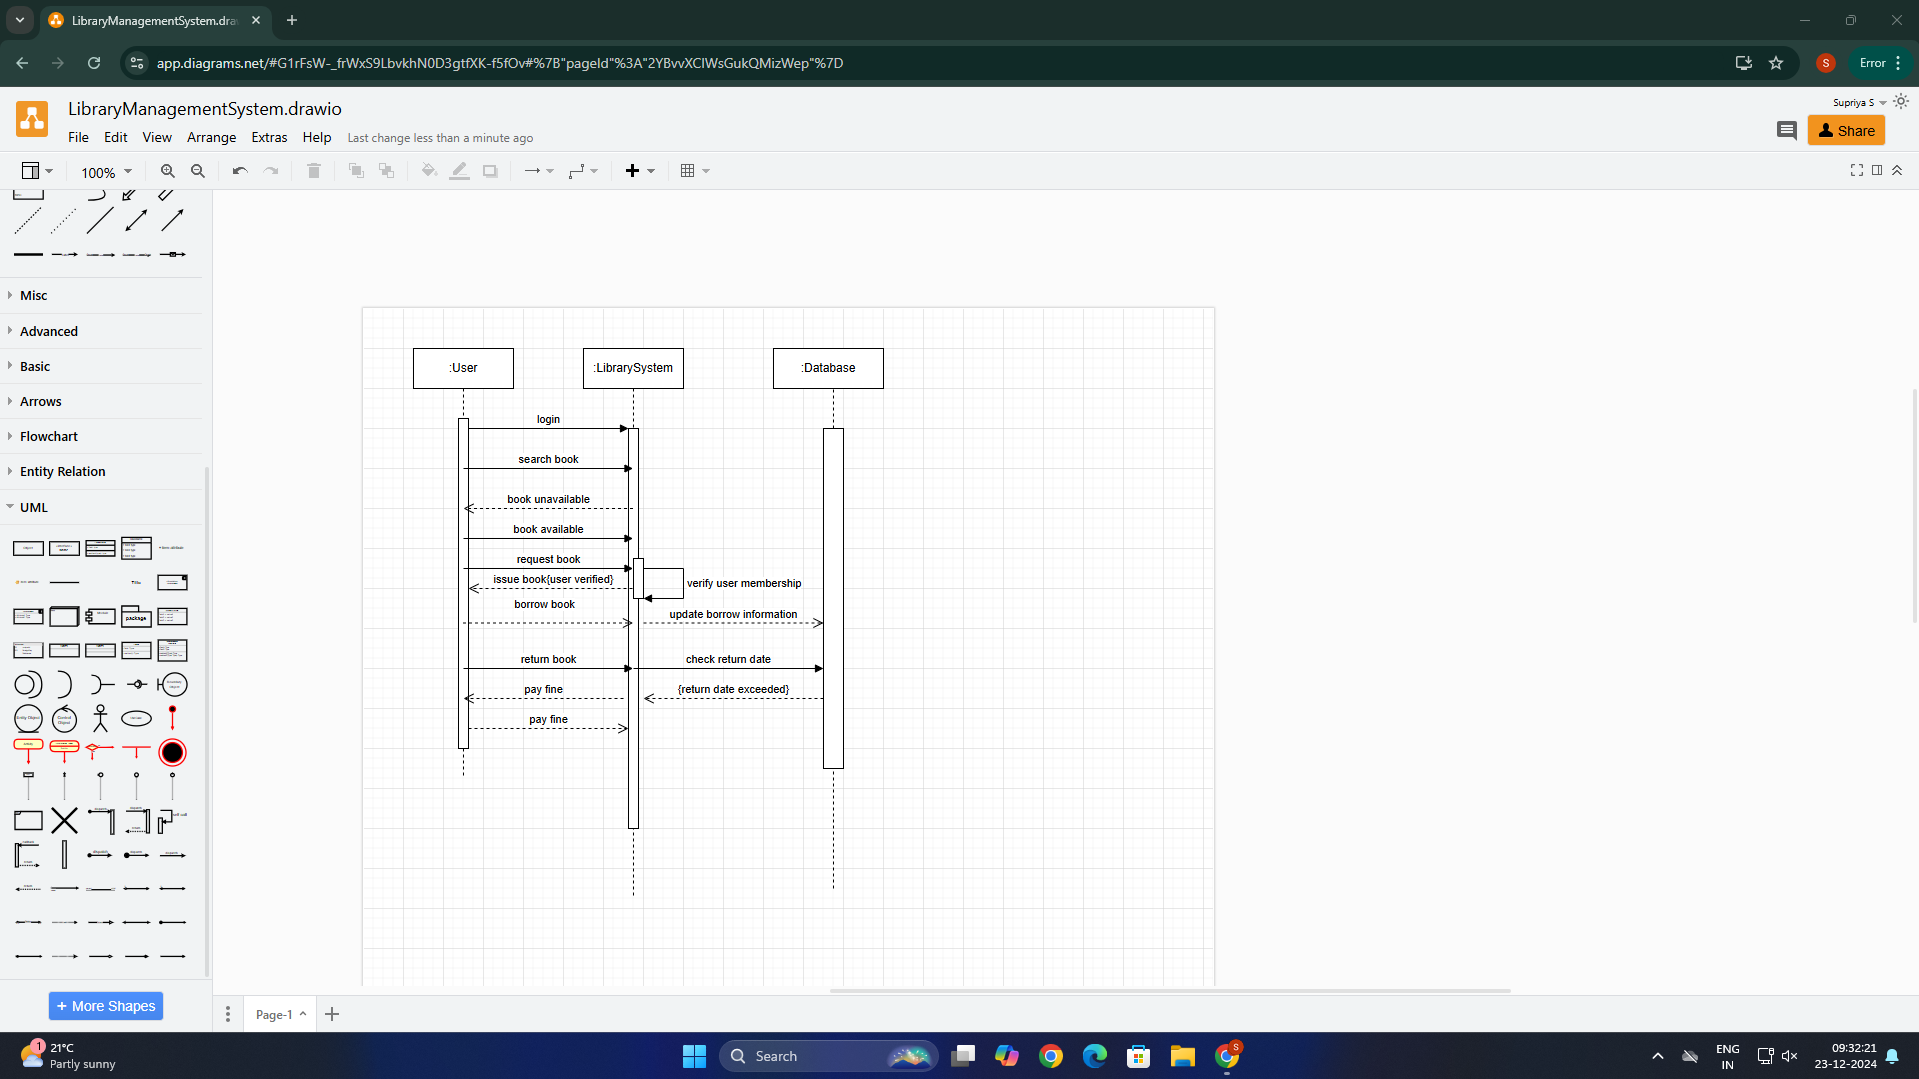 LibraryManagementSystem.dra
app.diagrams.net/#G1rFsW-_frWxS9LbvkhN0D3gtfXK-f5fOv#%7B"pageId"%3A"2YBvvXCIWsGukQMizWep"%7D
S
Error
LibraryManagementSystem.drawio
Supriya S
File Edit View Arrange Extras Help Last change less than a minute ago
Share
100%
Misc
Advanced
Basic
Arrows
Flowchart
Entity Relation
UML
package
+ More Shapes
:User
:LibrarySystem
:Database
login
search book
book unavailable
book available
request book
issue book{user verified}
verify user membership
borrow book
update borrow information
return book
check return date
pay fine
{return date exceeded}
pay fine
Page-1
1
21°C
Partly sunny
Search
S
ENG
IN
09:32:21
23-12-2024